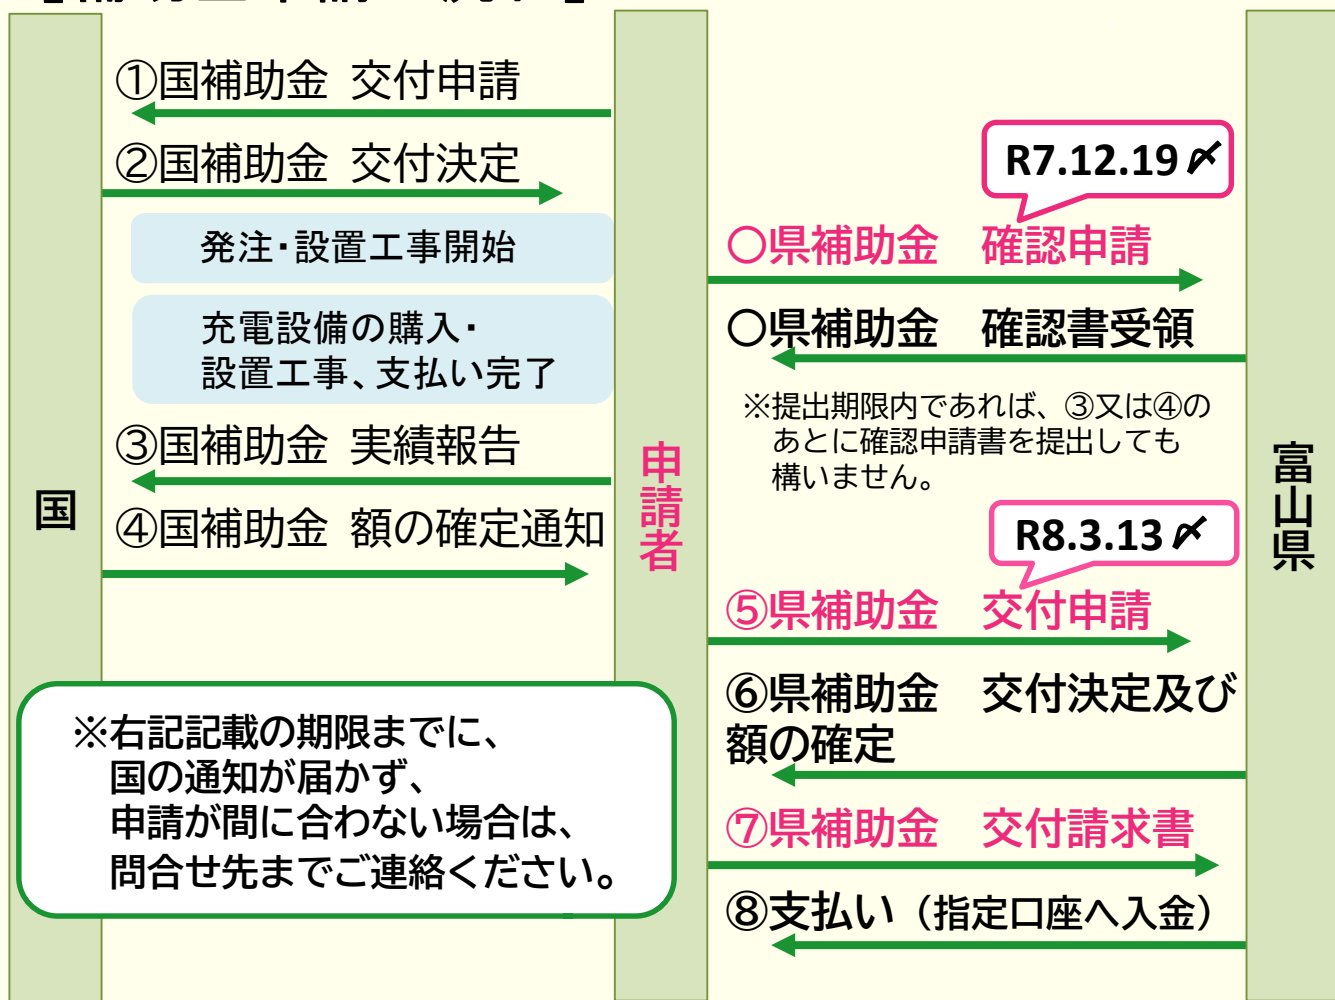 ①国補助金 交付申請
②国補助金 交付決定
発注・設置工事開始
充電設備の購入・
設置工事、支払い完了
③国補助金 実績報告
④国補助金 額の確定通知
国
申請者
富山県
R7.12.19〆
〇県補助金　確認申請
〇県補助金　確認書受領
※提出期限内であれば、③又は④の
あとに確認申請書を提出しても
構いません。
R8.3.13〆
⑤県補助金　交付申請
⑥県補助金　交付決定及び
額の確定
⑦県補助金　交付請求書
⑧支払い（指定口座へ入金）
※右記記載の期限までに、
国の通知が届かず、
申請が間に合わない場合は、
問合せ先までご連絡ください。